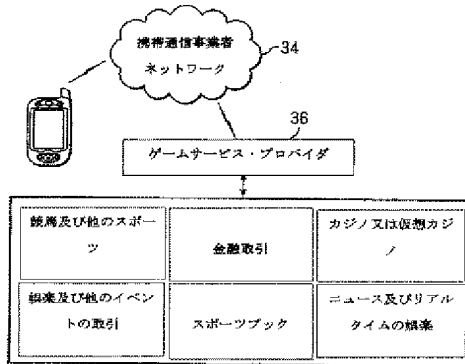 携帯通信事業者
ネットワーク
34
36
ゲームサービス・プロバイダ
競馬及び他のスポー
ツ
金融取引
カジノ又は仮想カジ
ノ
娯楽及び他のイベン
トの取引
スポーツブック
ニュース及びリアル
タイムの娯楽